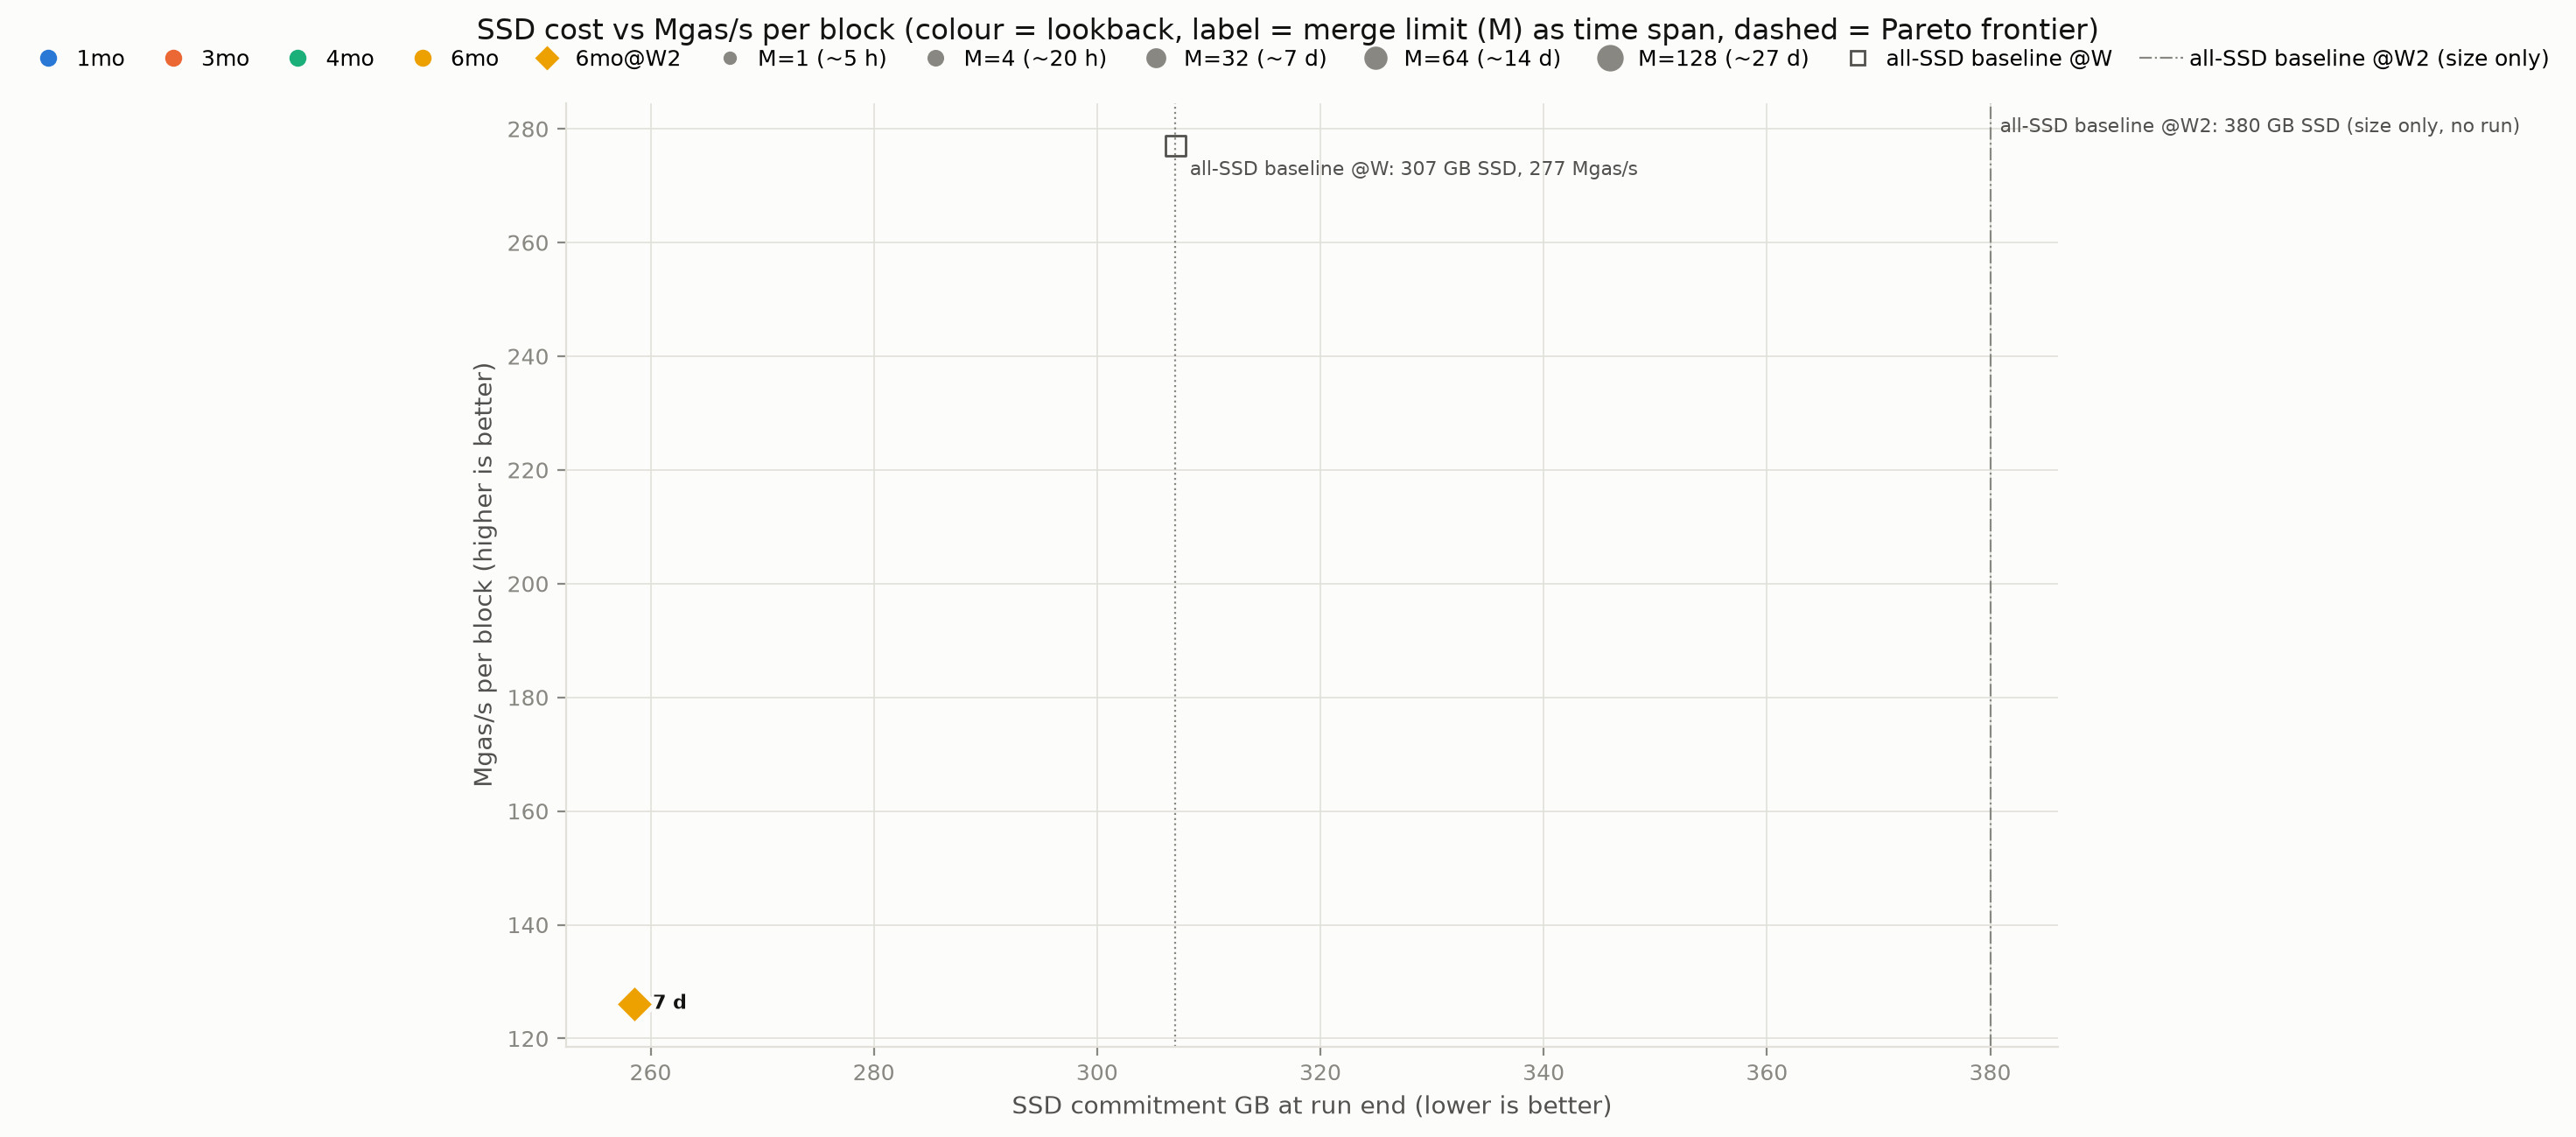 SSD cost vs Mgas/s per block (colour = lookback, label = merge limit (M) as time span, dashed = Pareto frontier)
1mo 3mo 4mo 6mo 6mo@W2 M=1 (~5 h) M=4 (~20 h) M=32 (~7 d) M=64 (~14 d) M=128 (~27 d) all-SSD baseline @W all-SSD baseline @W2 (size only)
280
all-SSD baseline @W2: 380 GB SSD (size only, no run)
all-SSD baseline @W: 307 GB SSD, 277 Mgas/s
260
240
220
200
180
160
140
120
Mgas/s per block (higher is better)
7 d
260 280 300 320 340 360 380
SSD commitment GB at run end (lower is better)